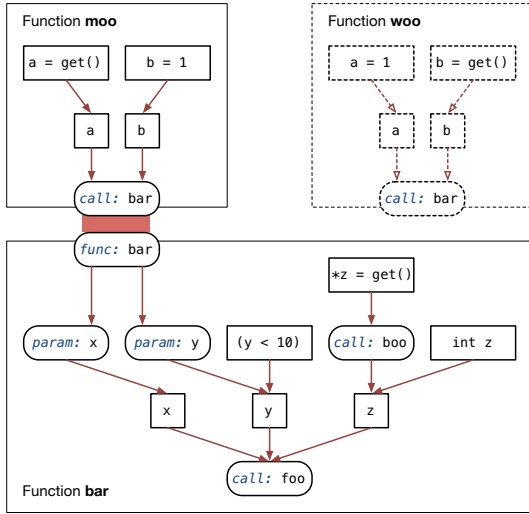 Function moo
Function woo
a = get()
b = 1
a = 1
b = get()
a
b
a
b
call: bar
call: bar
func: bar
*z = get()
param: x
param: y
(y < 10)
call: boo
int z
x
y
z
call: foo
Function bar